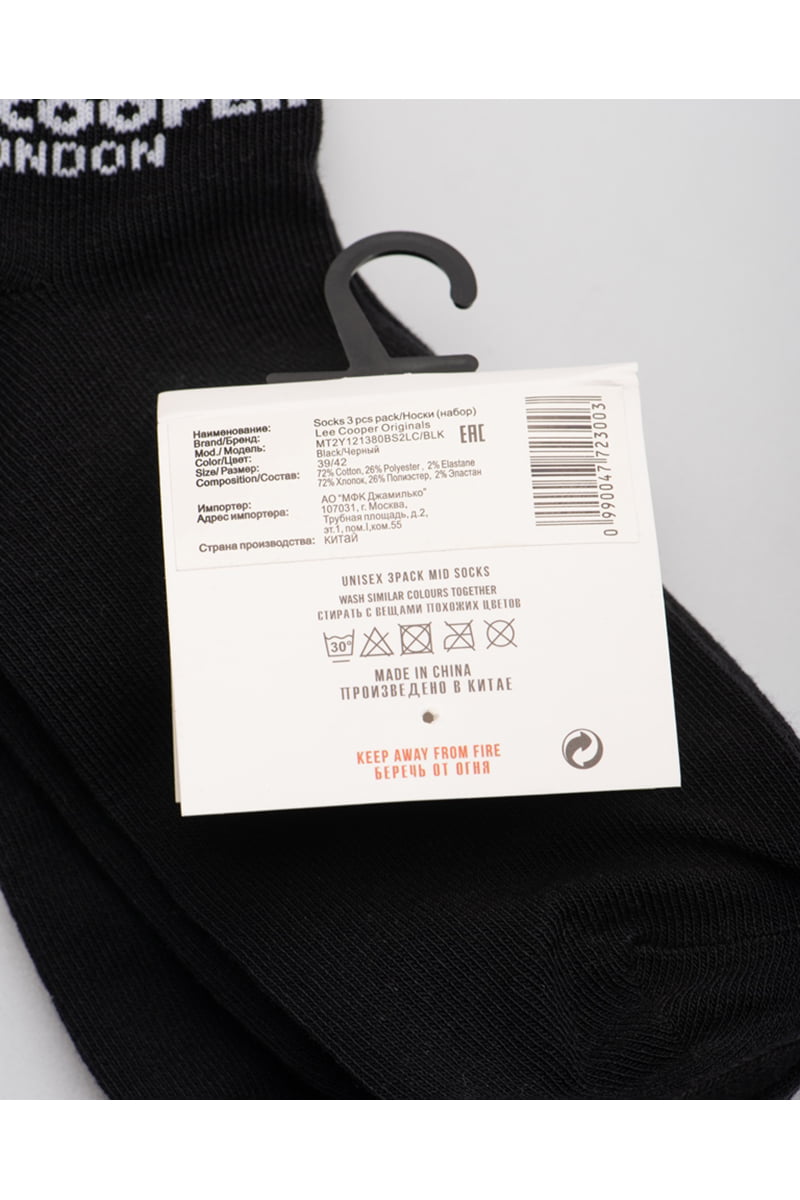 COOPER
ONDON
Наименование: Socks 3 pcs pack/Носки (набор)
Brand/Бренд: Lee Cooper Originals
Mod./ Модель: MT2Y121380BS2LC/BLK
Color/Цвет: Black/Черный
Size/ Размер: 39/42
Composition/Состав: 72% Cotton, 26% Polyester , 2% Elastane
72% Хлопок, 26% Полиэстер, 2% Эластан
EAC
Импортер: АО "МФК Джамилько"
Адрес импортера: 107031, г. Москва,
Трубная площадь, д.2,
эт.1, пом.I,ком.55
Страна производства: КИТАЙ
0 990047 723003
UNISEX 3PACK MID SOCKS
WASH SIMILAR COLOURS TOGETHER
СТИРАТЬ С ВЕЩАМИ ПОХОЖИХ ЦВЕТОВ
30°
MADE IN CHINA
ПРОИЗВЕДЕНО В КИТАЕ
KEEP AWAY FROM FIRE
БЕРЕЧЬ ОТ ОГНЯ